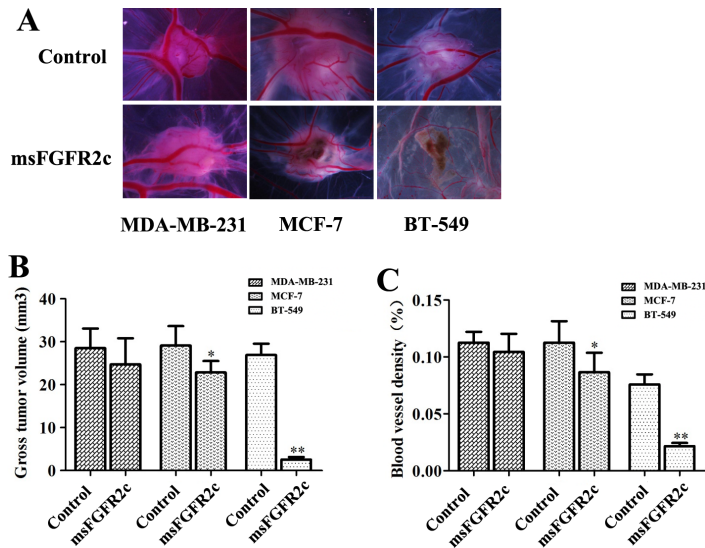 A
Control
msFGFR2c
MDA-MB-231 MCF-7 BT-549
B
Gross tumor volume (mm3)
40
30
20
10
0
MDA-MB-231
MCF-7
BT-549
*
**
Control msFGFR2c Control msFGFR2c Control msFGFR2c
C
Blood vessel density (%)
0.15
0.10
0.05
0.00
MDA-MB-231
MCF-7
BT-549
*
**
Control msFGFR2c Control msFGFR2c Control msFGFR2c